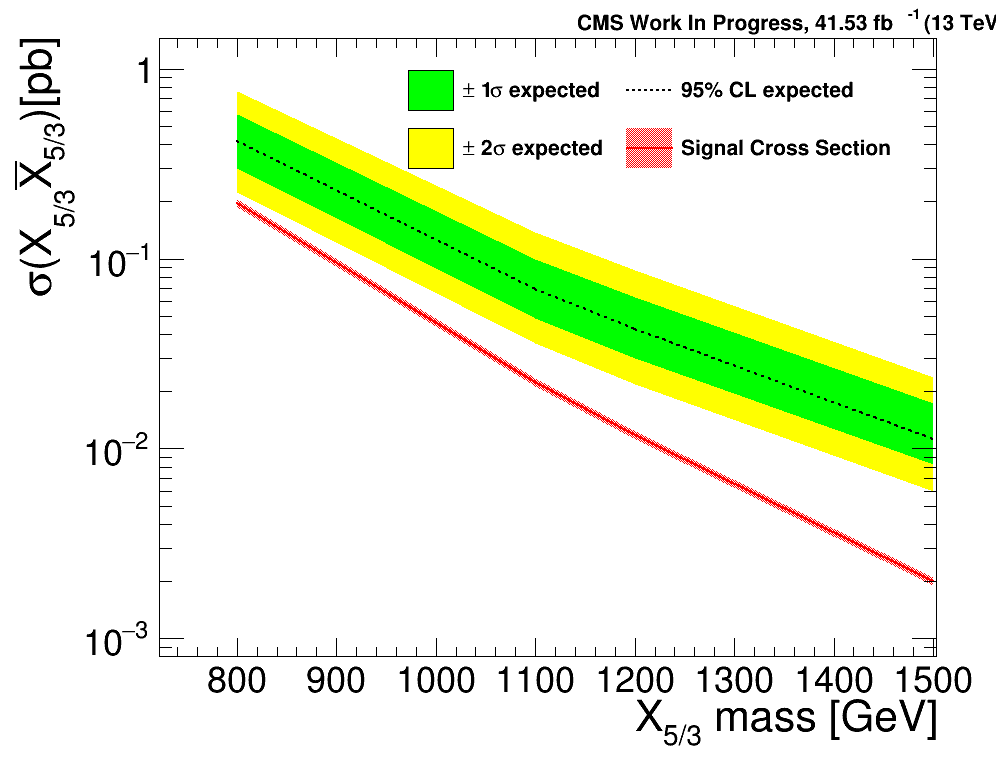 CMS Work In Progress, 41.53 fb⁻¹ (13 TeV
σ(X₅/₃X̅₅/₃)[pb]
1
10⁻¹
10⁻²
10⁻³
± 1σ expected
95% CL expected
± 2σ expected
Signal Cross Section
800 900 1000 1100 1200 1300 1400 1500
X₅/₃ mass [GeV]